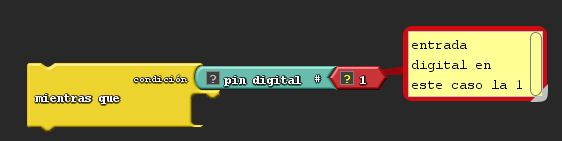 condición
? pin digital #
? 1
mientras que
entrada
digital en
este caso la 1